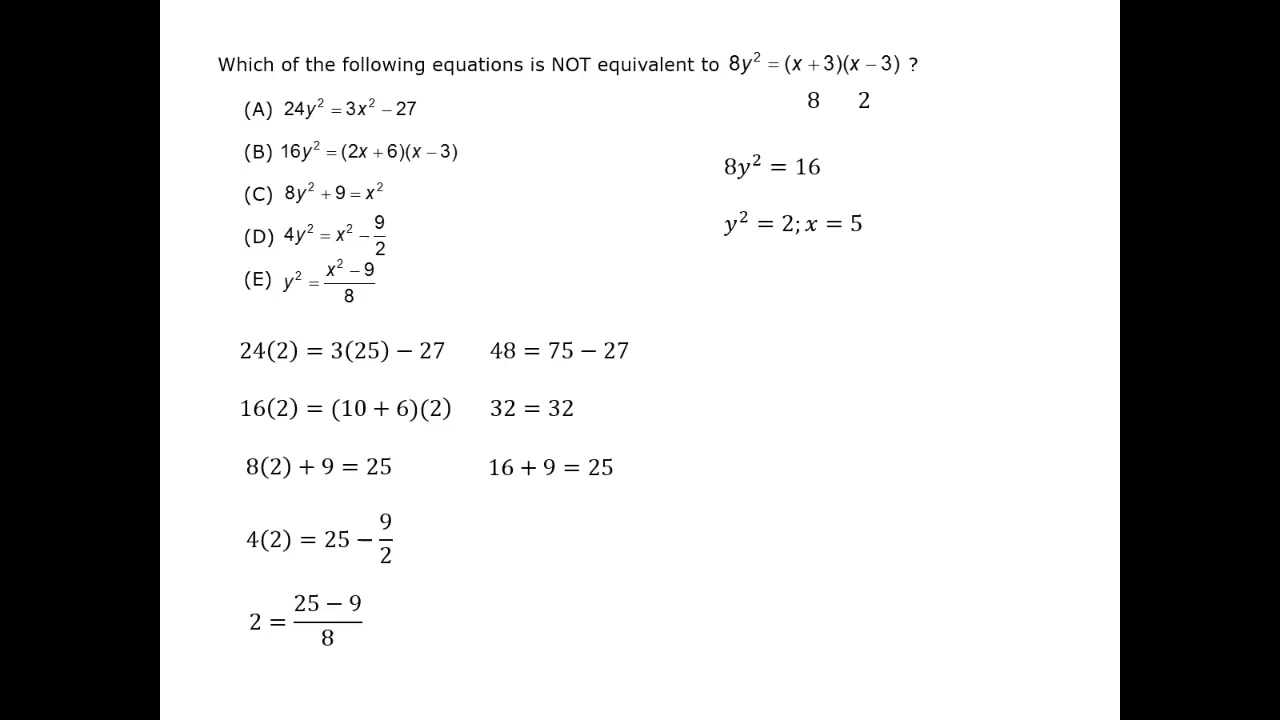 Which of the following equations is NOT equivalent to 8y² = (x + 3)(x − 3) ?
8 2
(A) 24y² = 3x² − 27
(B) 16y² = (2x + 6)(x − 3)
(C) 8y² + 9 = x²
(D) 4y² = x² − 9/2
(E) y² = (x² − 9)/8
8y² = 16
y² = 2; x = 5
24(2) = 3(25) − 27 48 = 75 − 27
16(2) = (10 + 6)(2) 32 = 32
8(2) + 9 = 25 16 + 9 = 25
4(2) = 25 − 9/2
2 = (25 − 9)/8